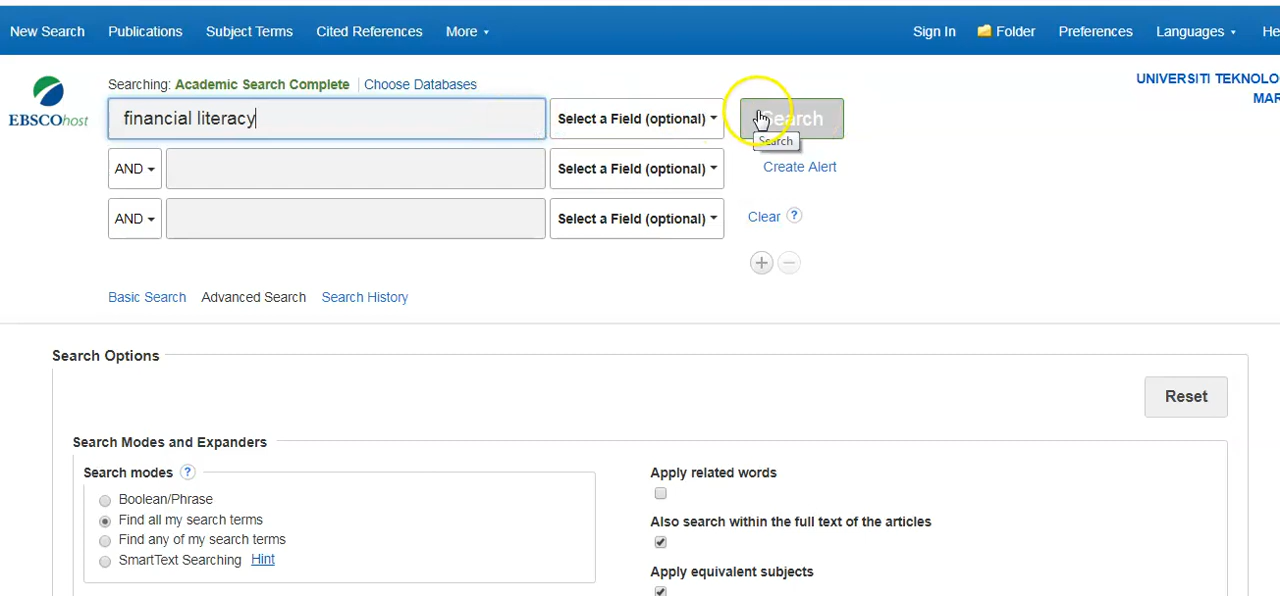 New Search Publications Subject Terms Cited References More Sign In Folder Preferences Languages He
Searching: Academic Search Complete Choose Databases
UNIVERSITI TEKNOLO
MAR
EBSCOhost
financial literacy
Select a Field (optional)
Search
Search
AND
Select a Field (optional)
Create Alert
AND
Select a Field (optional)
Clear ?
Basic Search Advanced Search Search History
Search Options
Reset
Search Modes and Expanders
Search modes ?
Boolean/Phrase
Find all my search terms
Find any of my search terms
SmartText Searching Hint
Apply related words
Also search within the full text of the articles
Apply equivalent subjects